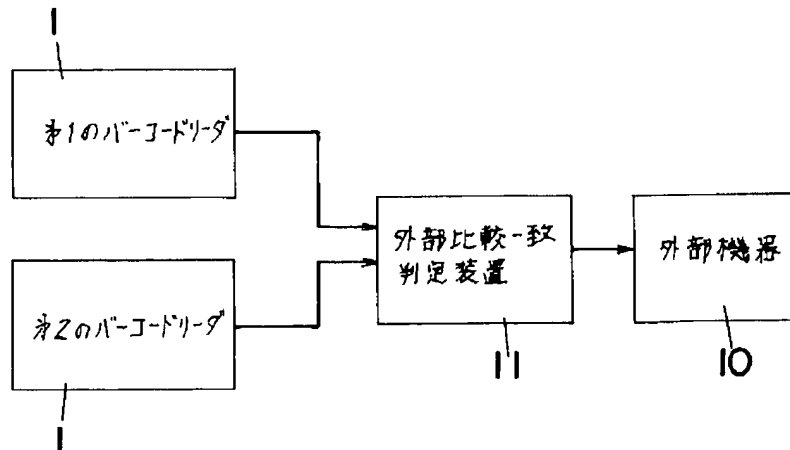 1
第1のバーコードリーダ
外部比較一致
判定装置
外部機器
第2のバーコードリーダ
11
10
1